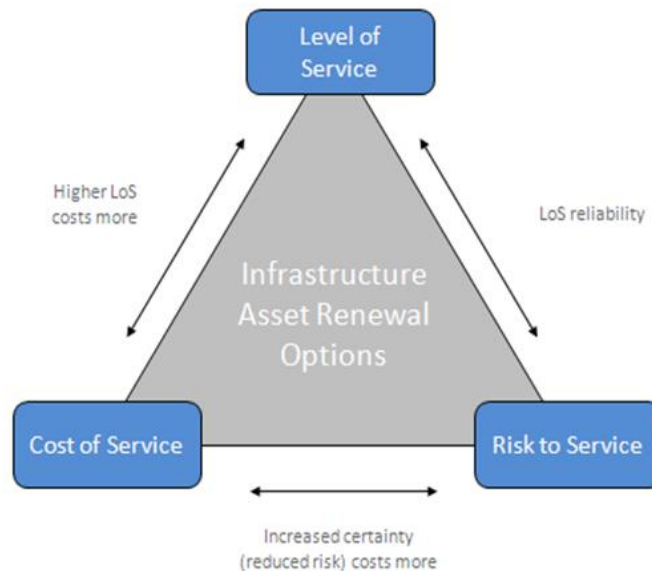 Level of
Service
Higher LoS
costs more
LoS reliability
Infrastructure
Asset Renewal
Options
Cost of Service
Risk to Service
Increased certainty
(reduced risk) costs more